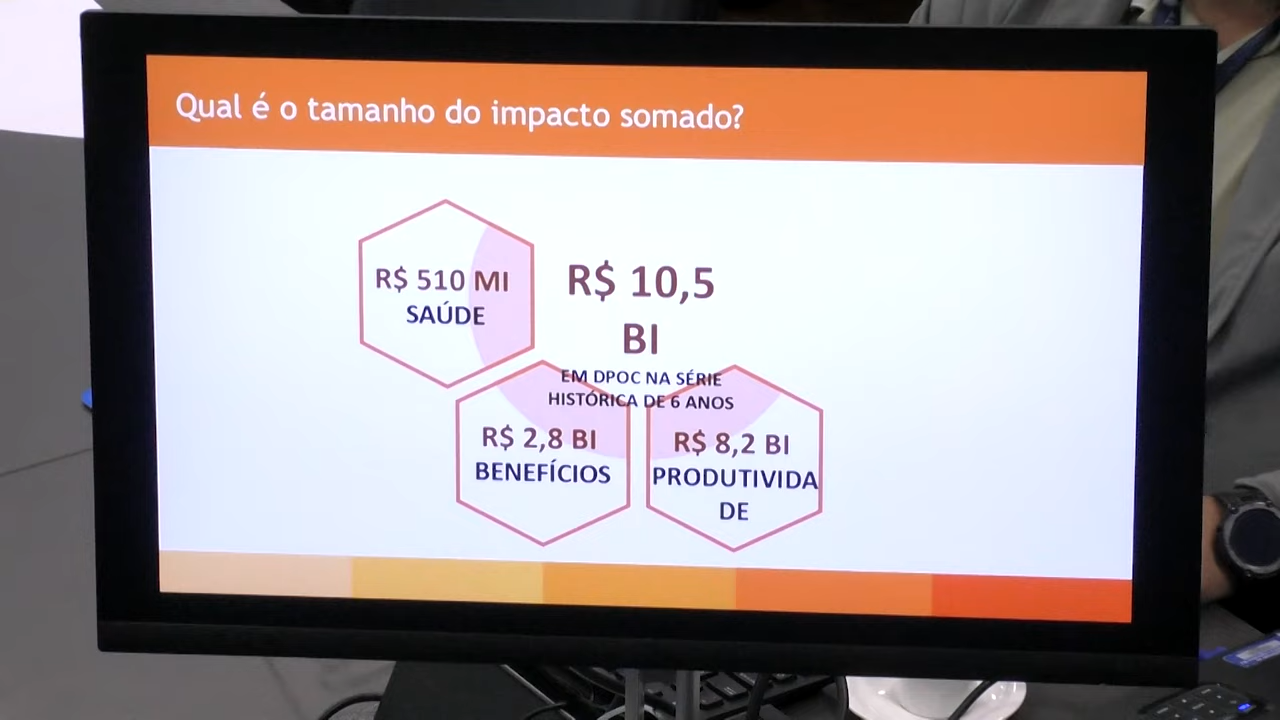 Qual é o tamanho do impacto somado?
R$ 510 MI
SAÚDE
R$ 10,5
BI
EM DPOC NA SÉRIE
HISTÓRICA DE 6 ANOS
R$ 2,8 BI
BENEFÍCIOS
R$ 8,2 BI
PRODUTIVIDA
DE